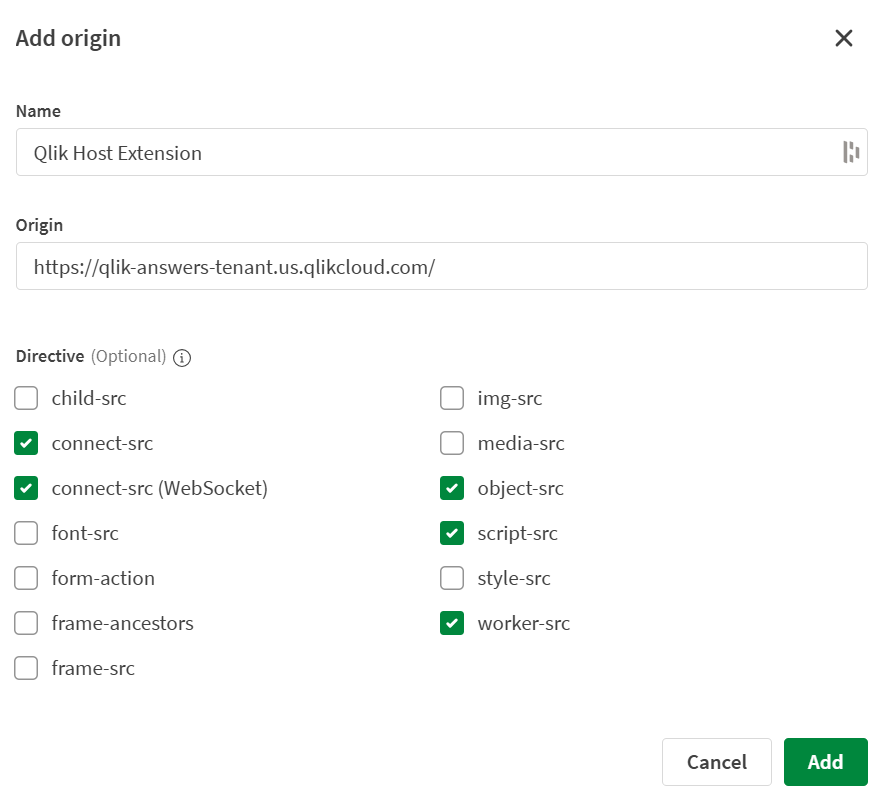 Add origin
Name
Qlik Host Extension
Origin
https://qlik-answers-tenant.us.qlikcloud.com/
Directive (Optional)
child-src
connect-src
connect-src (WebSocket)
font-src
form-action
frame-ancestors
frame-src
img-src
media-src
object-src
script-src
style-src
worker-src
Cancel
Add